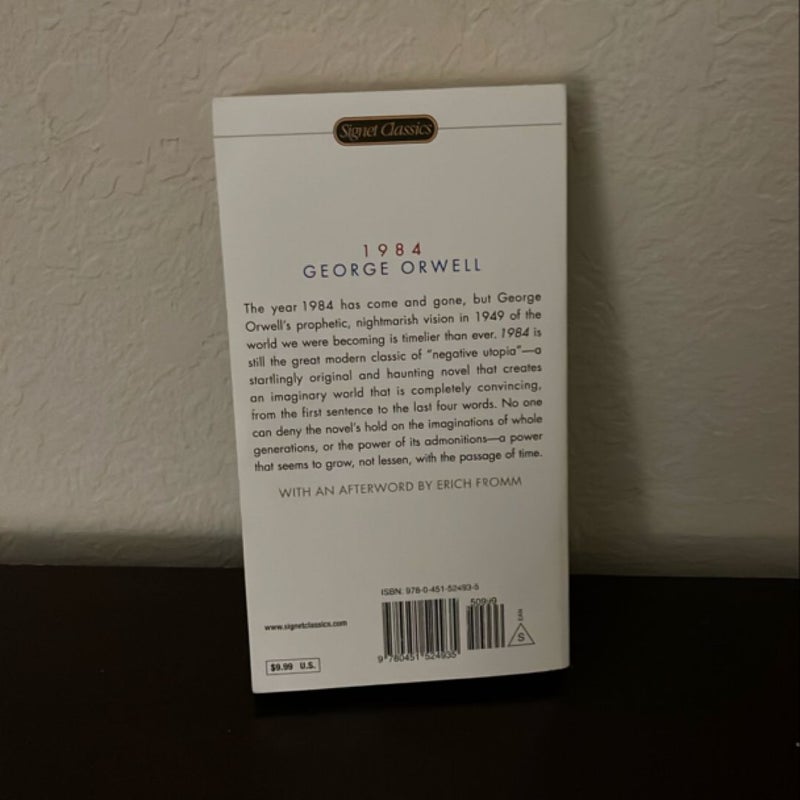 Signet Classics
1984
GEORGE ORWELL
The year 1984 has come and gone, but George
Orwell's prophetic, nightmarish vision in 1949 of the
world we were becoming is timelier than ever. 1984 is
still the great modern classic of "negative utopia"—a
startlingly original and haunting novel that creates
an imaginary world that is completely convincing,
from the first sentence to the last four words. No one
can deny the novel's hold on the imaginations of whole
generations, or the power of its admonitions—a power
that seems to grow, not lessen, with the passage of time.
WITH AN AFTERWORD BY ERICH FROMM
ISBN: 978-0-451-52493-5
50999
EAN
S
www.signetclassics.com
9 780451 524935
$9.99 U.S.